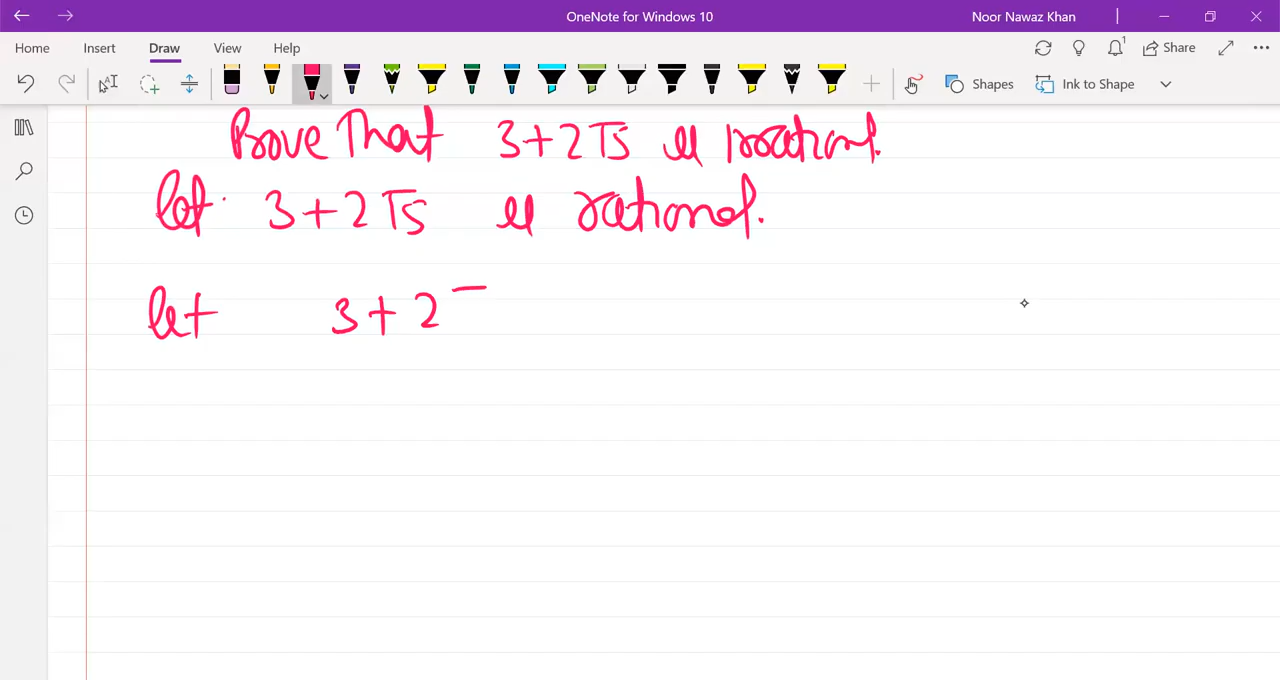 OneNote for Windows 10
Noor Nawaz Khan
Home Insert Draw View Help
1
Share
Shapes
Ink to Shape
Prove That 3+2√5 is irrational.
let 3+2√5 is rational.
let 3+2